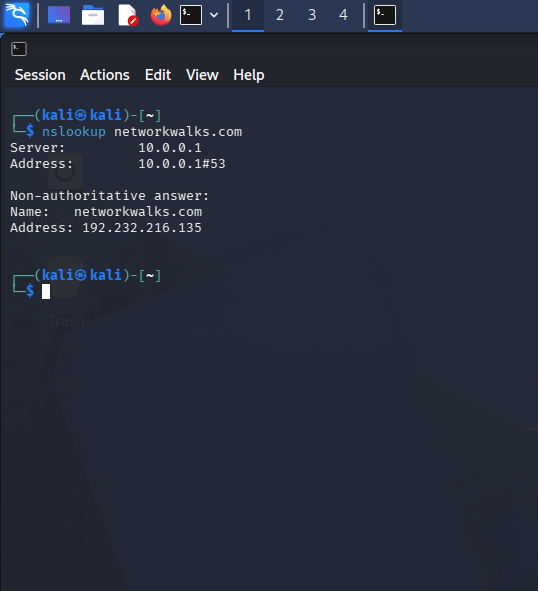 1 2 3 4
Session Actions Edit View Help
┌──(kali㉿kali)-[~]
└─$ nslookup networkwalks.com
Server:         10.0.0.1
Address:        10.0.0.1#53

Non-authoritative answer:
Name:   networkwalks.com
Address: 192.232.216.135

┌──(kali㉿kali)-[~]
└─$
Trash